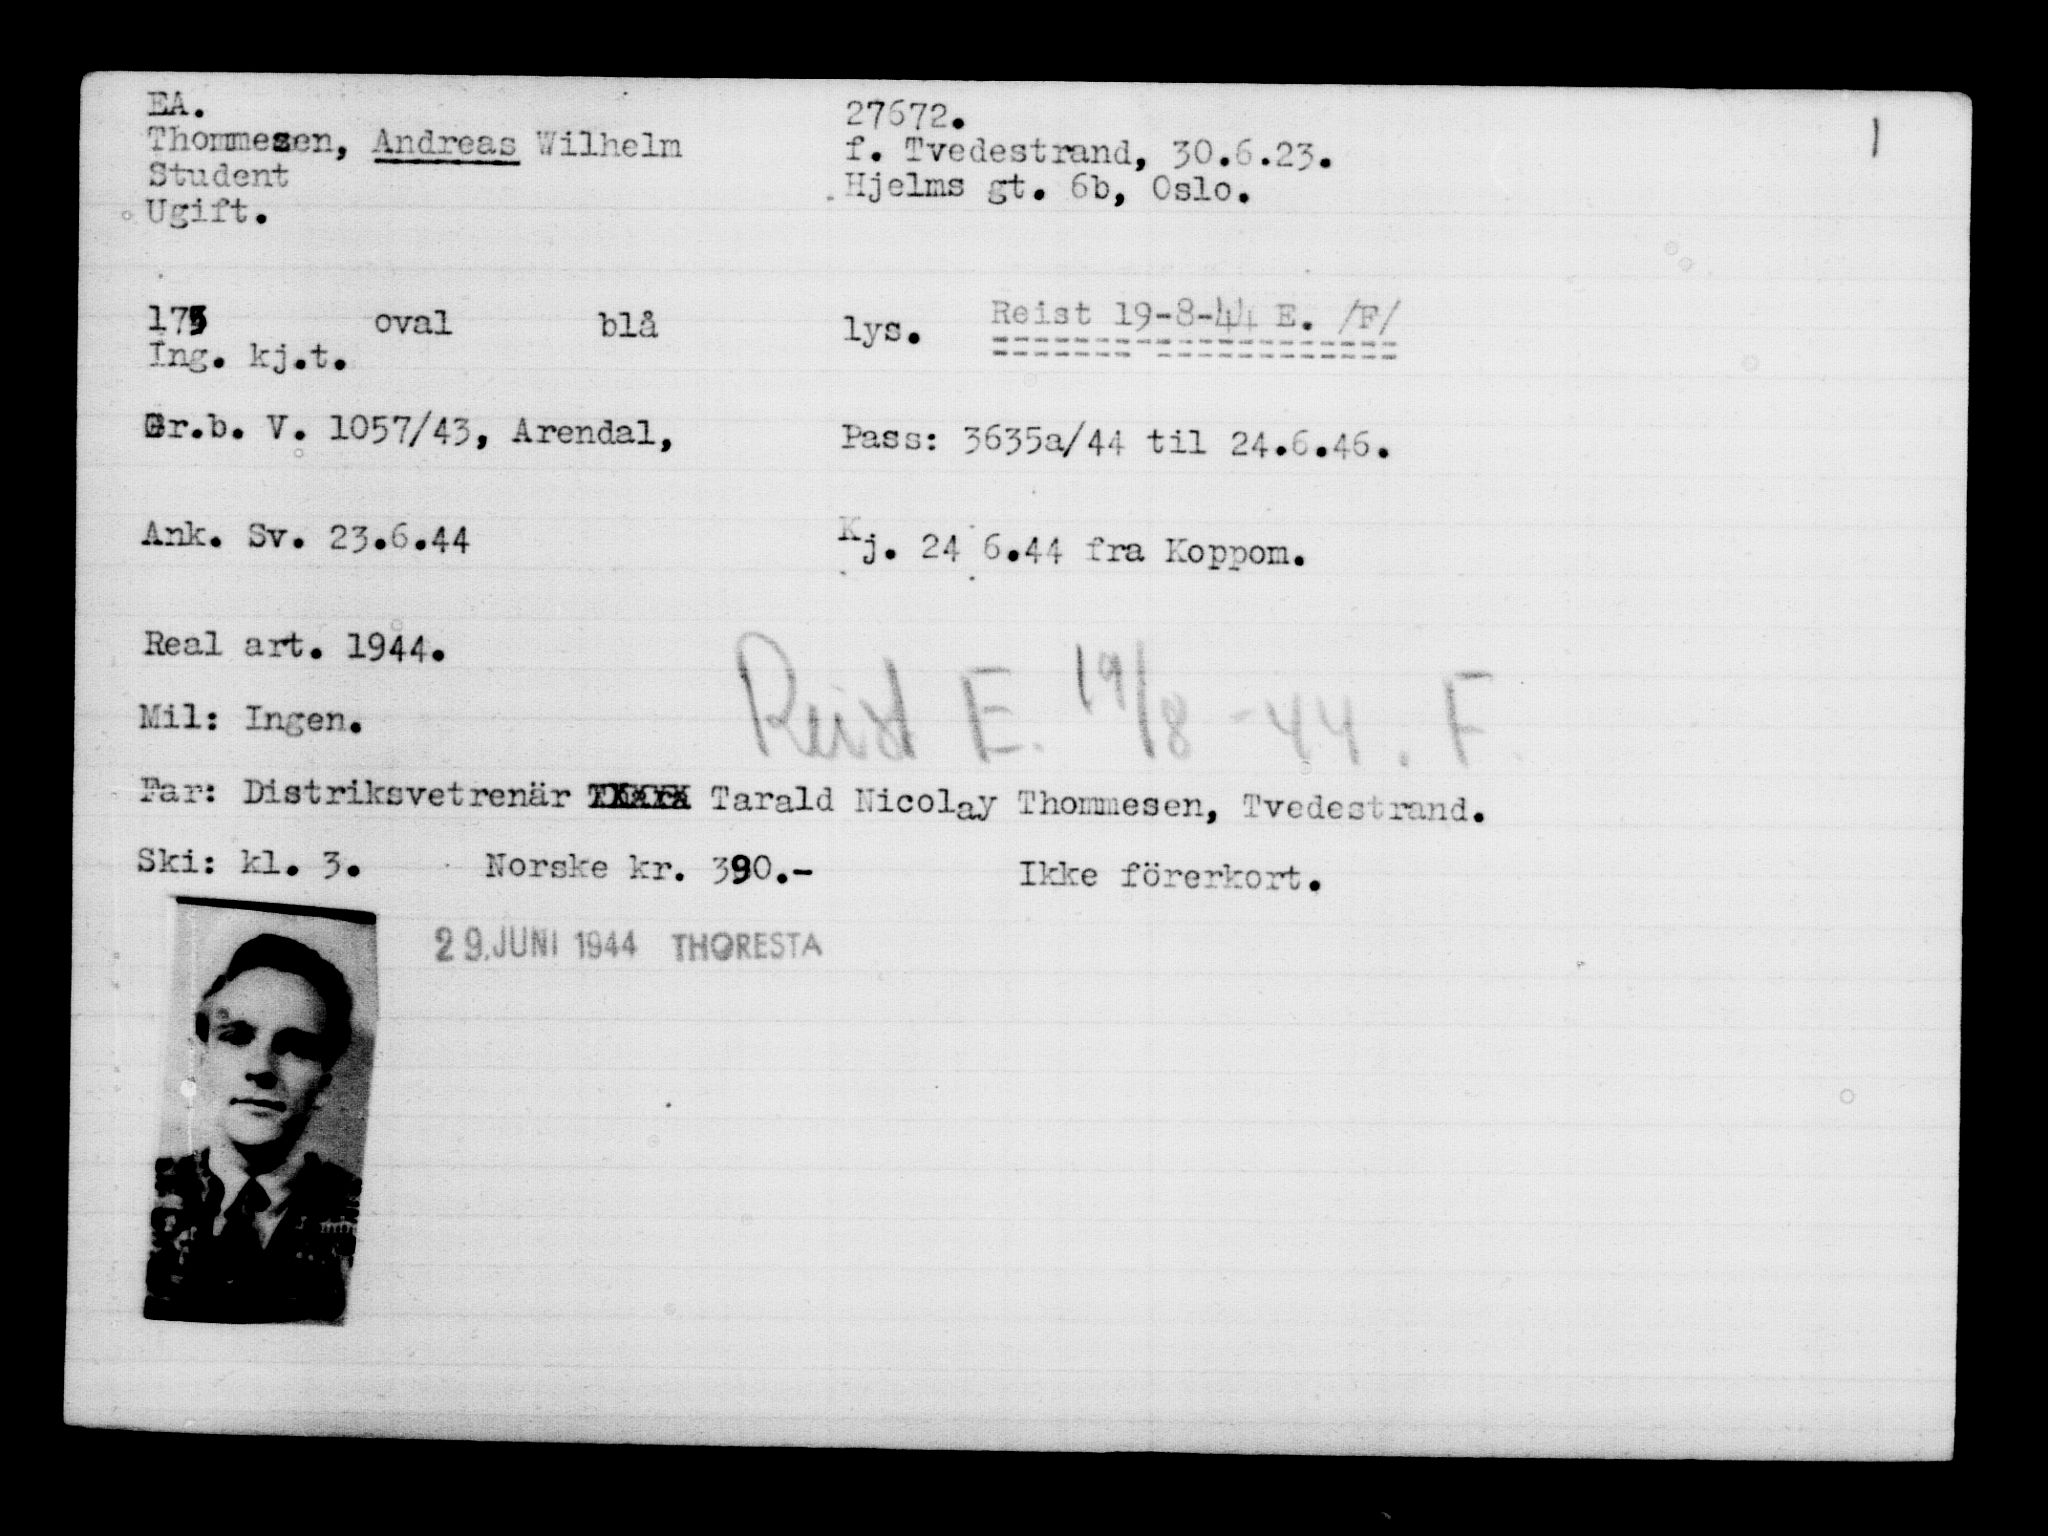 EA.
Thommesen, Andreas Wilhelm
Student
Ugift.
27672.
f. Tvedestrand, 30.6.23.
Hjelms gt. 6b, Oslo.
1
175 oval blå lys.
Reist 19-8-44 E. /F/
Ing. kj.t.
Gr.b. V. 1057/43, Arendal,
Pass: 3635a/44 til 24.6.46.
Ank. Sv. 23.6.44
Kj. 24 6.44 fra Koppom.
Real art. 1944.
Mil: Ingen.
Reist E. 19/8 - 44. F.
Far: Distriksvetrenär Tarald Nicolay Thommesen, Tvedestrand.
Ski: kl. 3. Norske kr. 390.- Ikke förerkort.
29. JUNI 1944 THORESTA